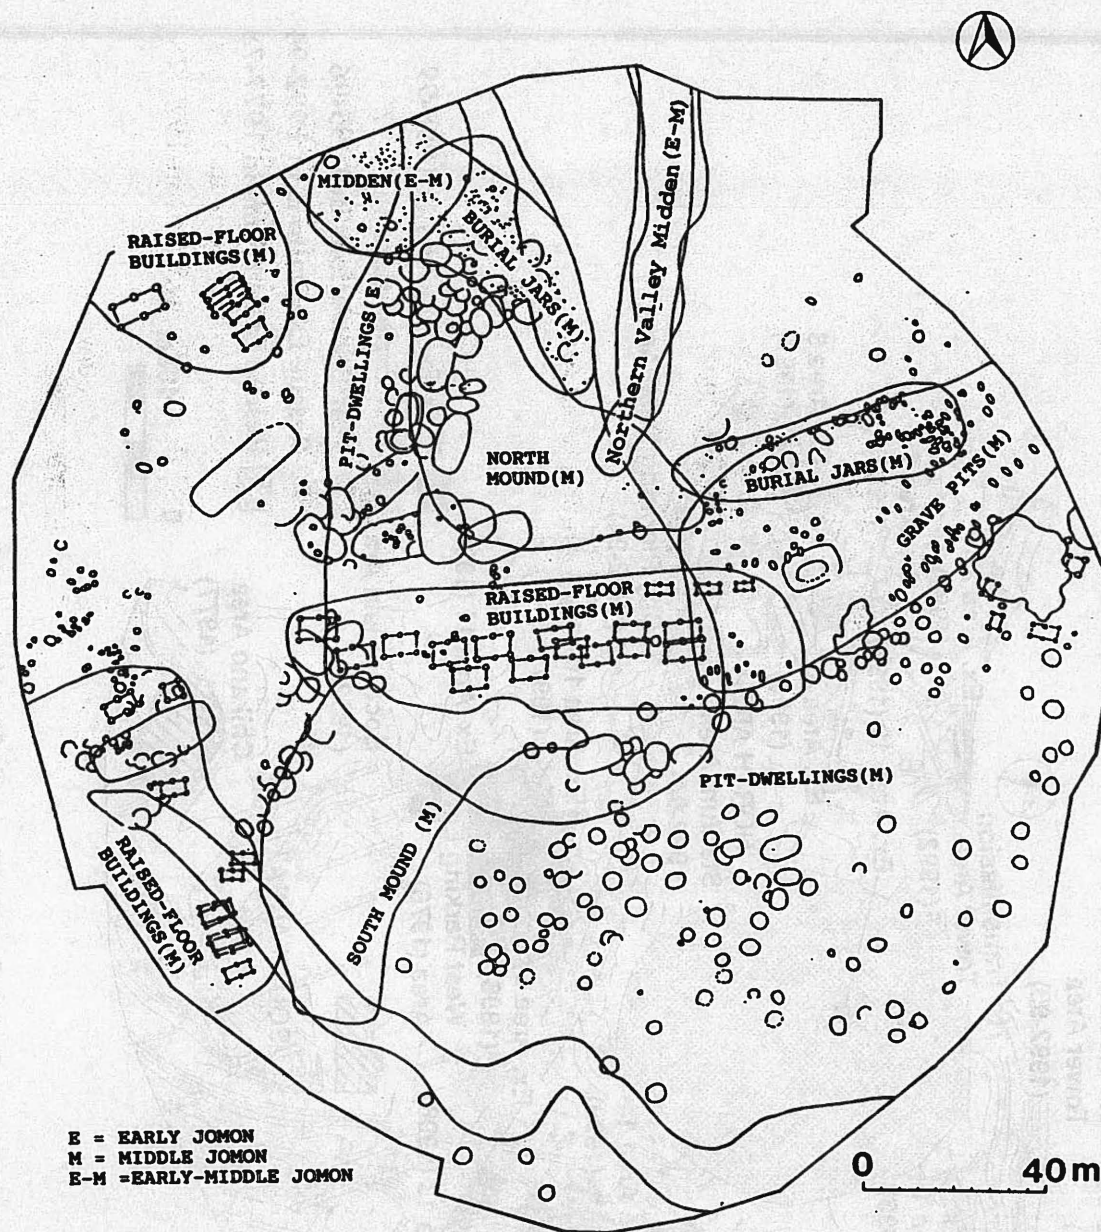 MIDDEN(E-M)
Northern Valley Midden(E-M)
RAISED-FLOOR
BUILDINGS(M)
BURIAL JARS(M)
PIT-DWELLINGS(E)
NORTH
MOUND(M)
BURIAL JARS(M)
GRAVE PITS(M)
RAISED-FLOOR
BUILDINGS(M)
PIT-DWELLINGS(M)
RAISED-FLOOR
BUILDINGS(M)
SOUTH MOUND (M)
E = EARLY JOMON
M = MIDDLE JOMON
E-M =EARLY-MIDDLE JOMON
0 40m